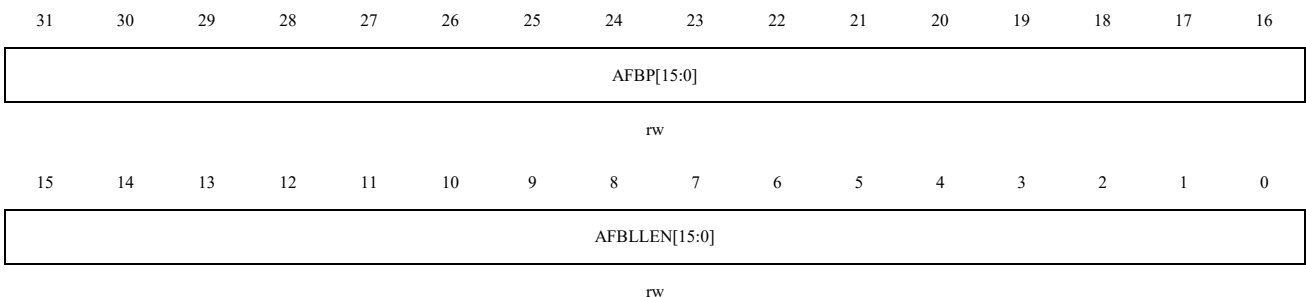 31 30 29 28 27 26 25 24 23 22 21 20 19 18 17 16
AFBP[15:0]
rw
15 14 13 12 11 10 9 8 7 6 5 4 3 2 1 0
AFBLLEN[15:0]
rw